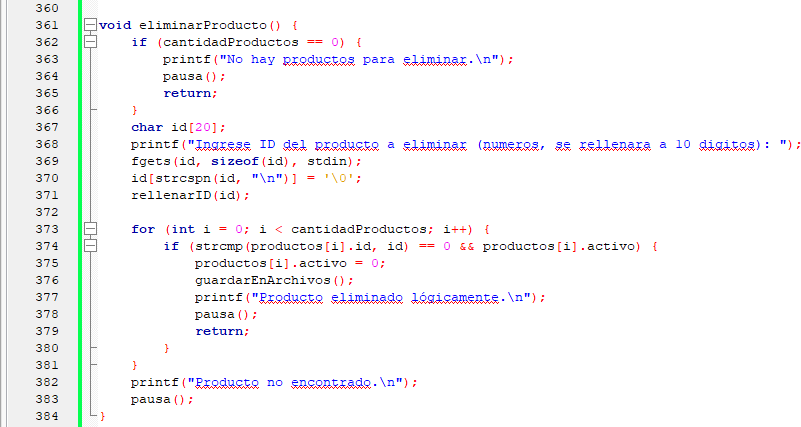 360
361 void eliminarProducto() {
362     if (cantidadProductos == 0) {
363         printf("No hay productos para eliminar.\n");
364         pausa();
365         return;
366     }
367     char id[20];
368     printf("Ingrese ID del producto a eliminar (numeros, se rellenara a 10 digitos): ");
369     fgets(id, sizeof(id), stdin);
370     id[strcspn(id, "\n")] = '\0';
371     rellenarID(id);
372
373     for (int i = 0; i < cantidadProductos; i++) {
374         if (strcmp(productos[i].id, id) == 0 && productos[i].activo) {
375             productos[i].activo = 0;
376             guardarEnArchivos();
377             printf("Producto eliminado lógicamente.\n");
378             pausa();
379             return;
380         }
381     }
382     printf("Producto no encontrado.\n");
383     pausa();
384 }